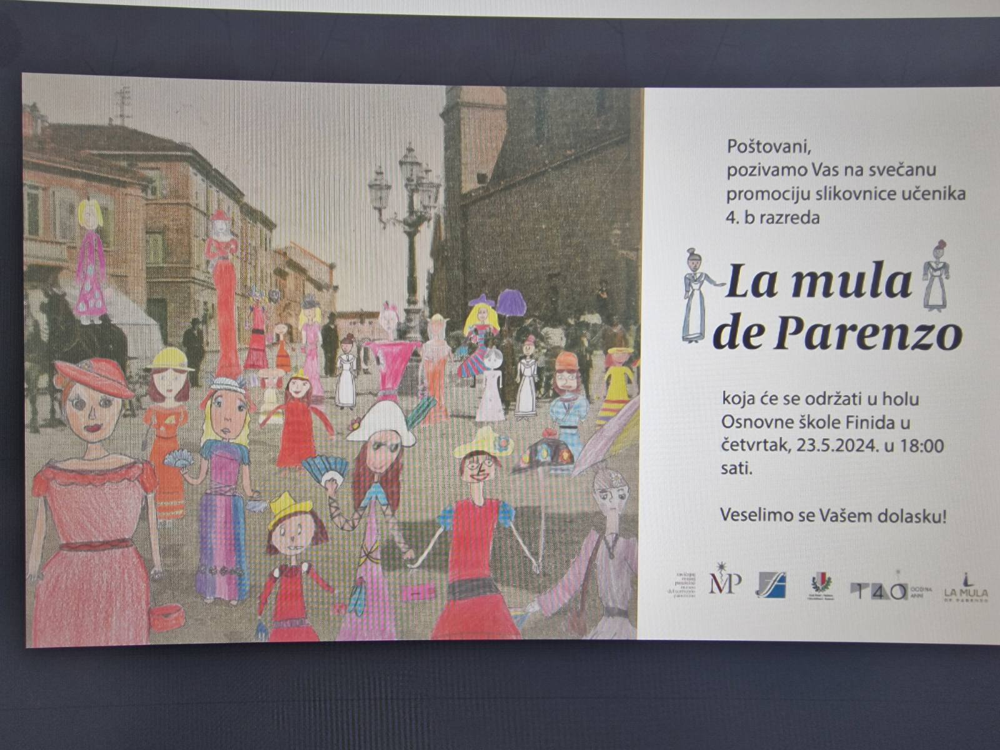 Poštovani,
pozivamo Vas na svečanu
promociju slikovnice učenika
4. b razreda
La mula
de Parenzo
koja će se održati u holu
Osnovne škole Finida u
četvrtak, 23.5.2024. u 18:00
sati.
Veselimo se Vašem dolasku!
MP
140 GODINA
ANNI
LA MULA
DE PARENZO